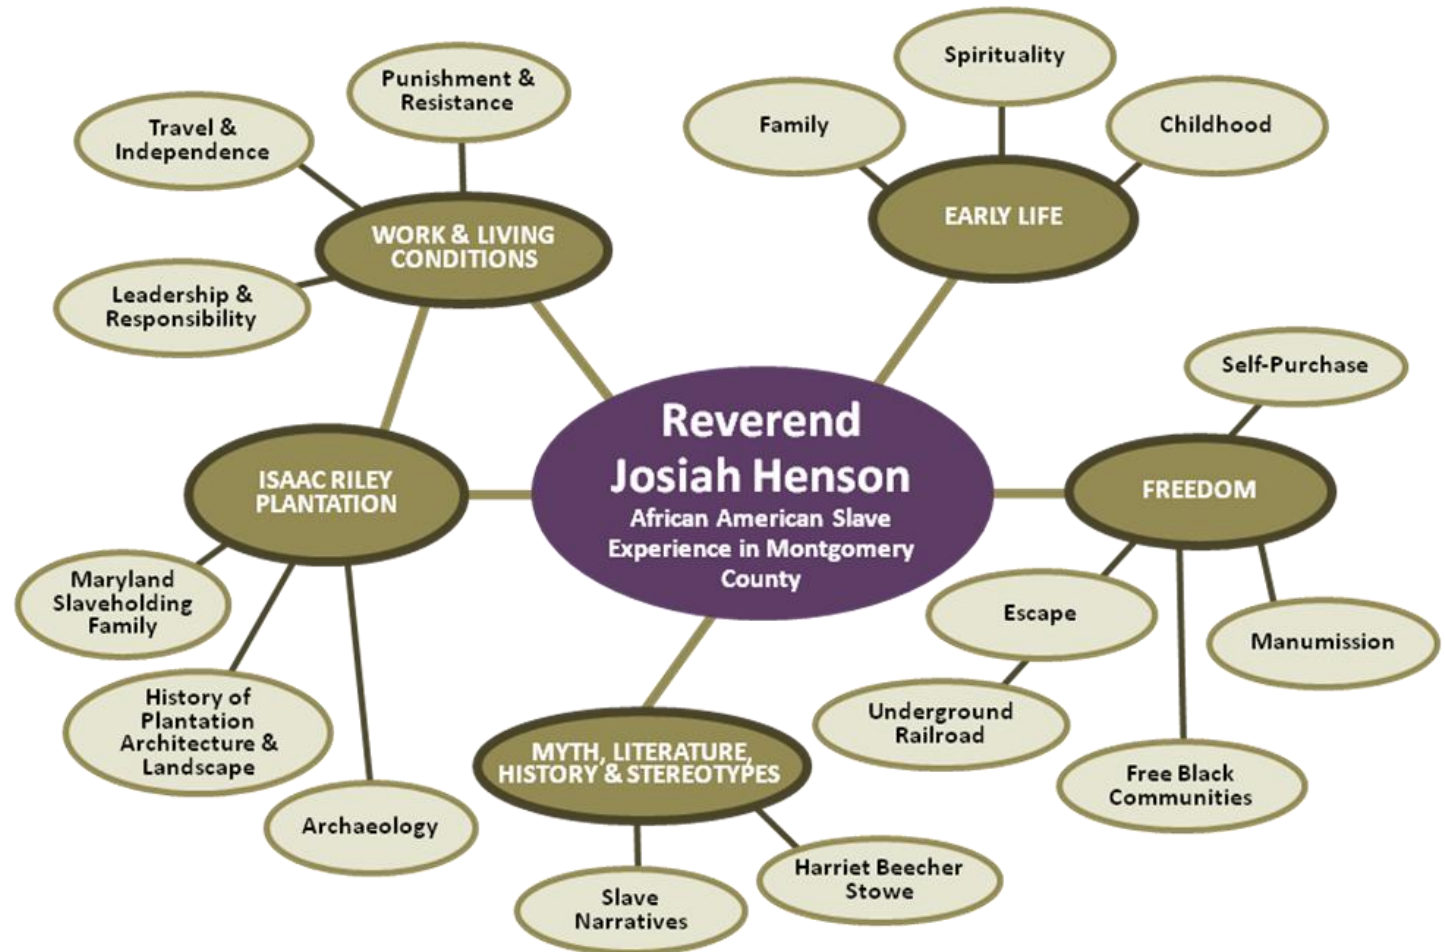 Spirituality
Punishment &
Resistance
Family
Childhood
Travel &
Independence
EARLY LIFE
WORK & LIVING
CONDITIONS
Leadership &
Responsibility
Self-Purchase
Reverend
Josiah Henson
African American Slave
Experience in Montgomery
County
ISAAC RILEY
PLANTATION
FREEDOM
Maryland
Slaveholding
Family
Escape
Manumission
History of
Plantation
Architecture &
Landscape
Underground
Railroad
MYTH, LITERATURE,
HISTORY & STEREOTYPES
Free Black
Communities
Archaeology
Harriet Beecher
Stowe
Slave
Narratives